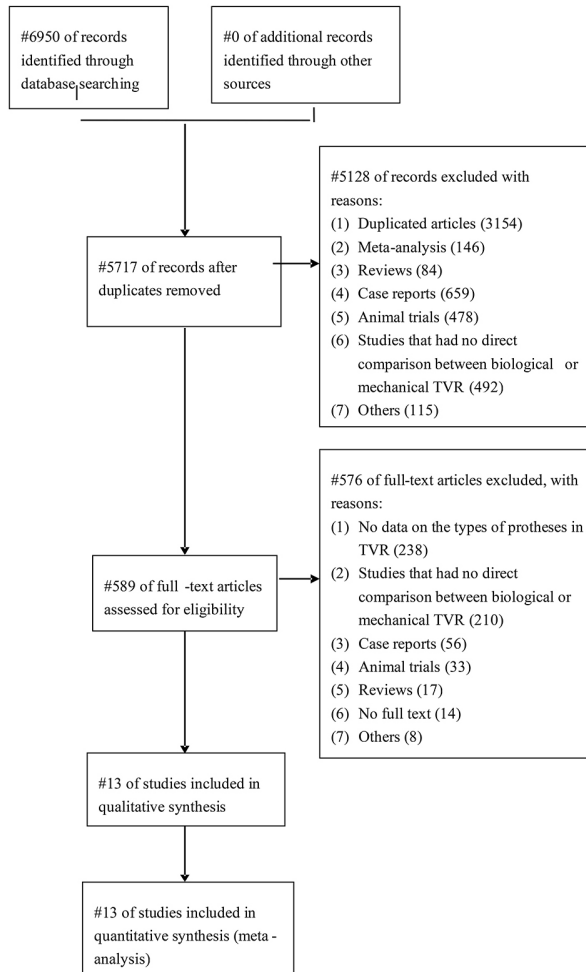 #6950 of records
identified through
database searching
#0 of additional records
identified through other
sources
#5128 of records excluded with
reasons:
(1) Duplicated articles (3154)
(2) Meta-analysis (146)
(3) Reviews (84)
(4) Case reports (659)
(5) Animal trials (478)
(6) Studies that had no direct
comparison between biological or
mechanical TVR (492)
(7) Others (115)
#5717 of records after
duplicates removed
#576 of full-text articles excluded, with
reasons:
(1) No data on the types of protheses in
TVR (238)
(2) Studies that had no direct
comparison between biological or
mechanical TVR (210)
(3) Case reports (56)
(4) Animal trials (33)
(5) Reviews (17)
(6) No full text (14)
(7) Others (8)
#589 of full -text articles
assessed for eligibility
#13 of studies included in
qualitative synthesis
#13 of studies included in
quantitative synthesis (meta -
analysis)